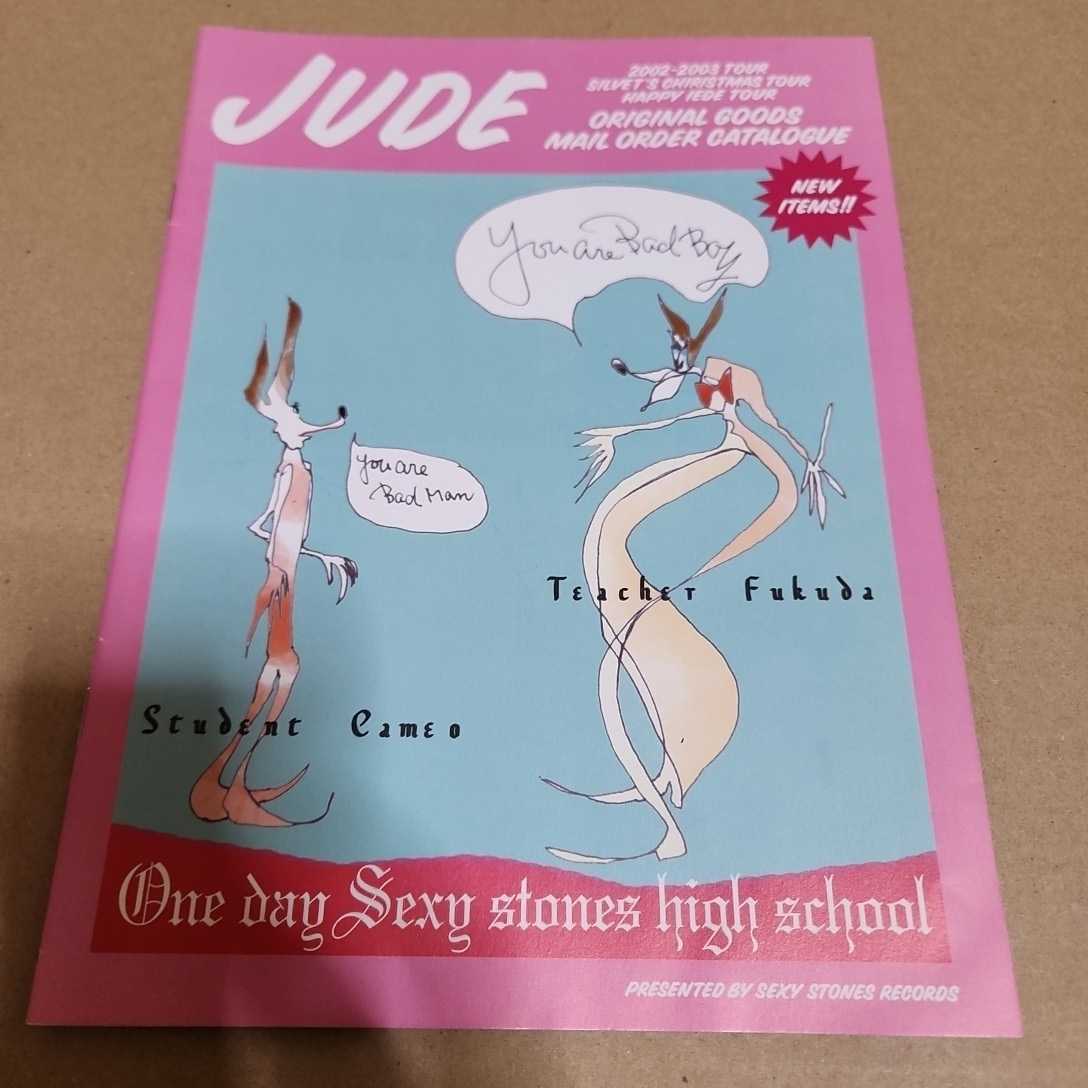 JUDE
2002-2003 TOUR
SILVET'S CHIRISTMAS TOUR
HAPPY IEDE TOUR
ORIGINAL GOODS
MAIL ORDER CATALOGUE
NEW
ITEMS!!
You are Bad Boy
you are
Bad Man
Teacher Fukuda
Student Cameo
One day Sexy stones high school
PRESENTED BY SEXY STONES RECORDS